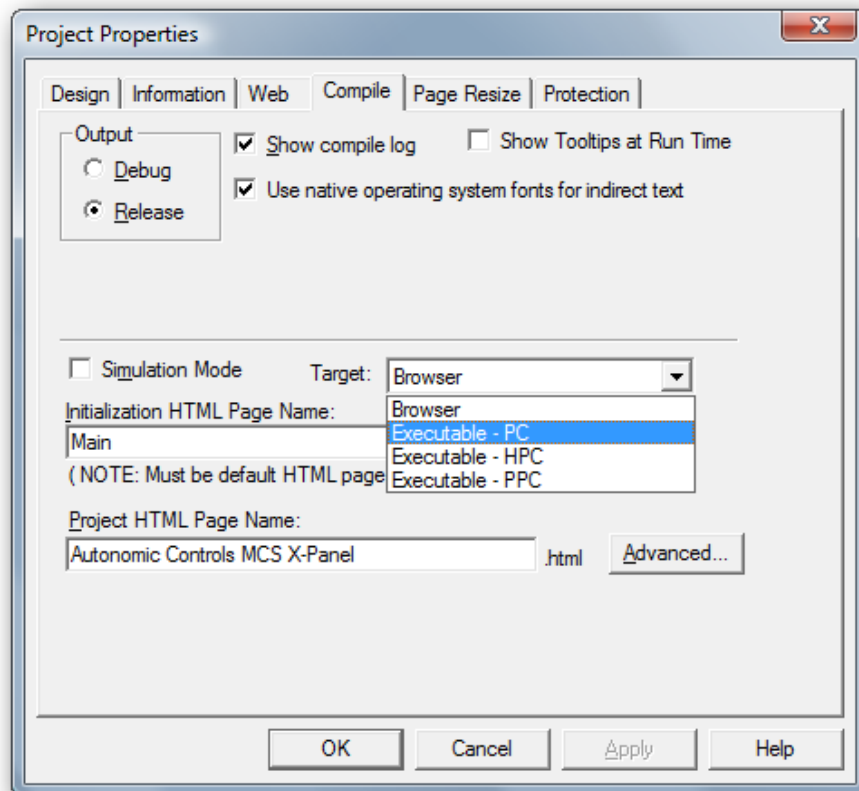 Project Properties
Design Information Web Compile Page Resize Protection
Output
Debug
Release
Show compile log
Show Tooltips at Run Time
Use native operating system fonts for indirect text
Simulation Mode
Target: Browser
Browser
Executable - PC
Executable - HPC
Executable - PPC
Initialization HTML Page Name:
Main
( NOTE: Must be default HTML page
Project HTML Page Name:
Autonomic Controls MCS X-Panel .html Advanced...
OK Cancel Apply Help